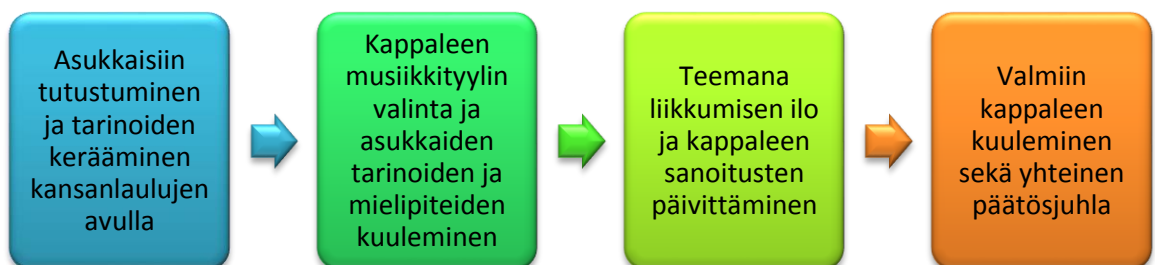 Asukkaisiin
tutustuminen
ja tarinoiden
kerääminen
kansanlaulujen
avulla
Kappaleen
musiikkityylin
valinta ja
asukkaiden
tarinoiden ja
mielipiteiden
kuuleminen
Teemana
liikkumisen ilo
ja kappaleen
sanoitusten
päivittäminen
Valmiin
kappaleen
kuuleminen
sekä yhteinen
päätösjuhla